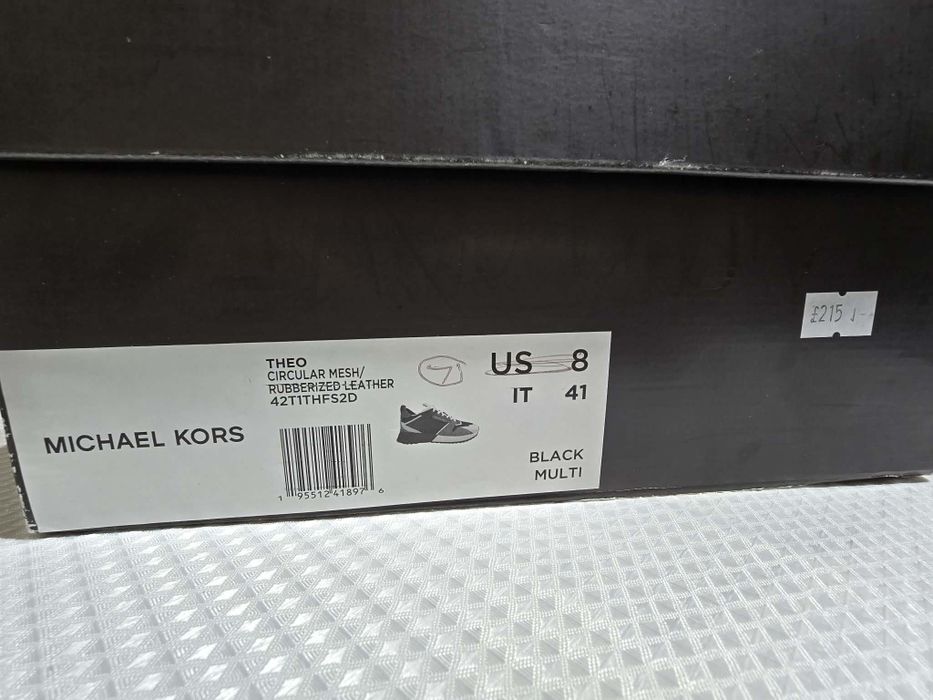 £215
THEO
CIRCULAR MESH/
RUBBERIZED LEATHER
42T1THFS2D
7
US 8
IT 41
MICHAEL KORS
BLACK
MULTI
1 95512 41897 6